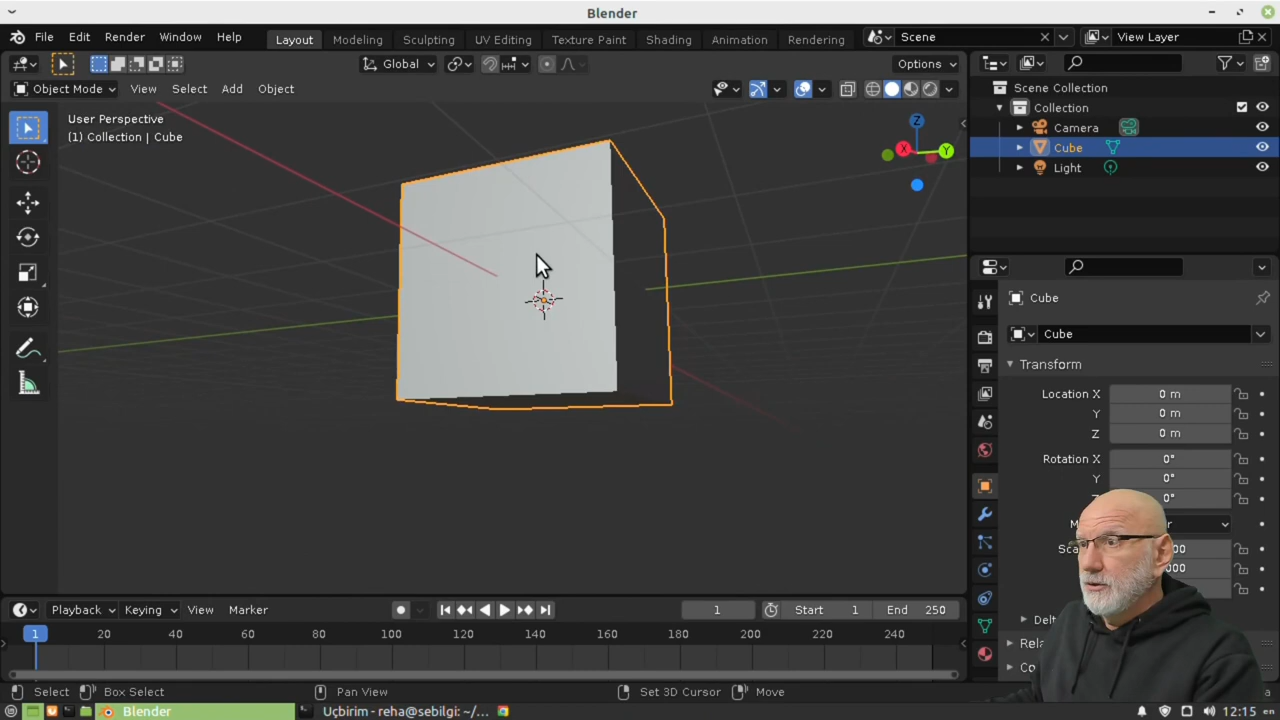 Blender
File Edit Render Window Help
Layout Modeling Sculpting UV Editing Texture Paint Shading Animation Rendering
Scene
View Layer
Global
Options
Object Mode View Select Add Object
User Perspective
(1) Collection | Cube
Z
X
Y
Scene Collection
Collection
Camera
Cube
Light
Cube
Cube
Transform
Location X 0 m
Y 0 m
Z 0 m
Rotation X 0°
Y 0°
Playback Keying View Marker
1
Start 1
End 250
1 20 40 60 80 100 120 140 160 180 200 220 240
Select Box Select Pan View Set 3D Cursor Move
Blender
Uçbirim - reha@sebilgi: ~/...
en
12:15